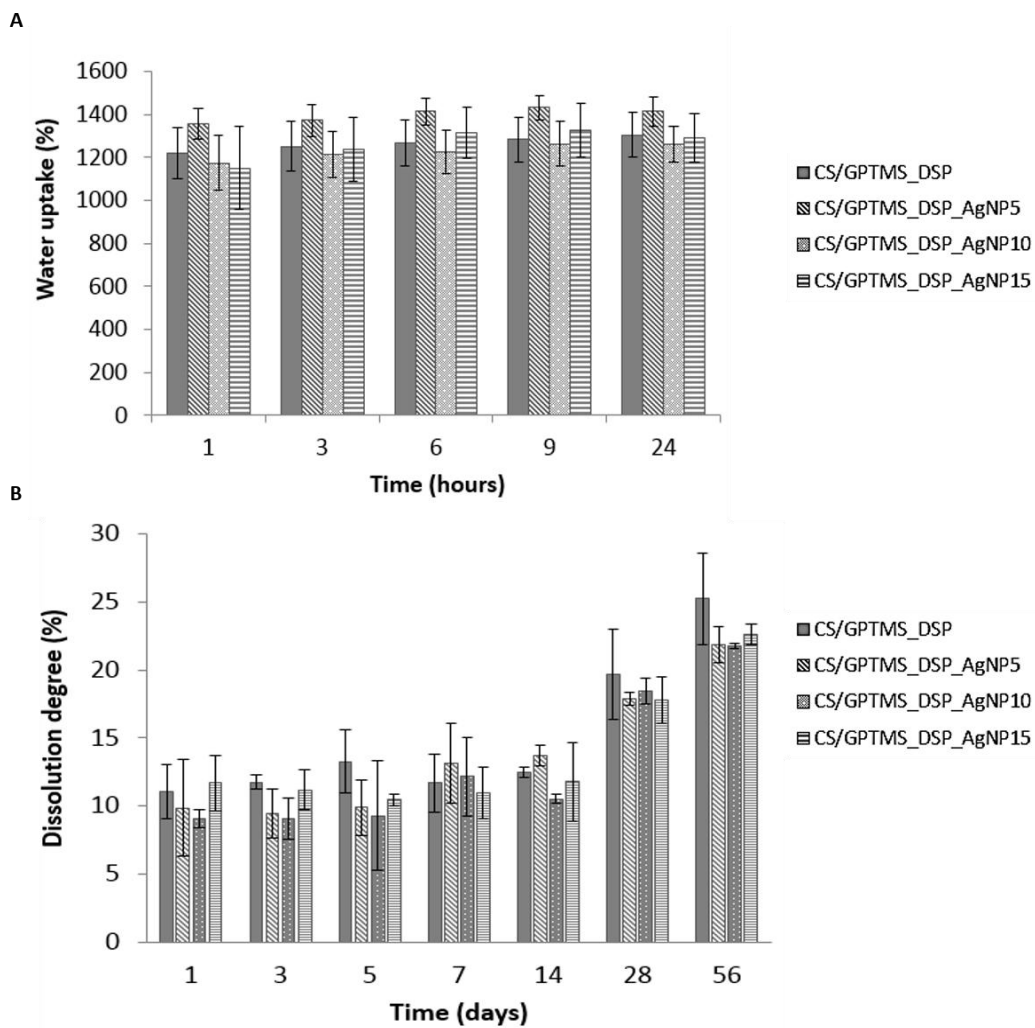 A
1600
1400
1200
1000
800
600
400
200
0
Water uptake (%)
1 3 6 9 24
Time (hours)
CS/GPTMS_DSP
CS/GPTMS_DSP_AgNP5
CS/GPTMS_DSP_AgNP10
CS/GPTMS_DSP_AgNP15
B
30
25
20
15
10
5
0
Dissolution degree (%)
1 3 5 7 14 28 56
Time (days)
CS/GPTMS_DSP
CS/GPTMS_DSP_AgNP5
CS/GPTMS_DSP_AgNP10
CS/GPTMS_DSP_AgNP15